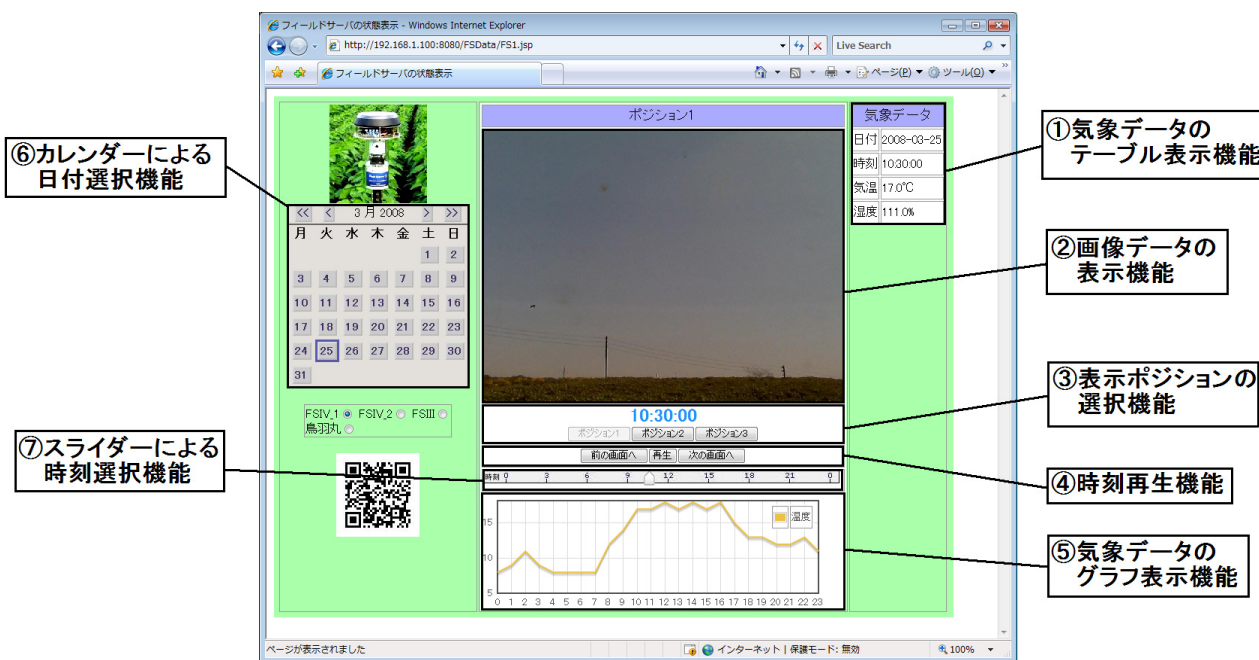 フィールドサーバの状態表示 - Windows Internet Explorer
http://192.168.1.100:8080/FSData/FS1.jsp
Live Search
フィールドサーバの状態表示
ページ(P)
ツール(O)
ポジション1
気象データ
日付 2008-03-25
時刻 10:30:00
気温 17.0℃
湿度 111.0%
<< < 3 月 2008 > >>
月 火 水 木 金 土 日
1 2
3 4 5 6 7 8 9
10 11 12 13 14 15 16
17 18 19 20 21 22 23
24 25 26 27 28 29 30
31
FSIV_1 FSIV_2 FSIII
鳥羽丸
10:30:00
ポジション1 ポジション2 ポジション3
前の画面へ 再生 次の画面へ
時刻 0 3 6 9 12 15 18 21 0
温度
15
10
5
0 1 2 3 4 5 6 7 8 9 10 11 12 13 14 15 16 17 18 19 20 21 22 23
ページが表示されました
インターネット | 保護モード: 無効
100%
①気象データの
テーブル表示機能
②画像データの
表示機能
③表示ポジションの
選択機能
④時刻再生機能
⑤気象データの
グラフ表示機能
⑥カレンダーによる
日付選択機能
⑦スライダーによる
時刻選択機能